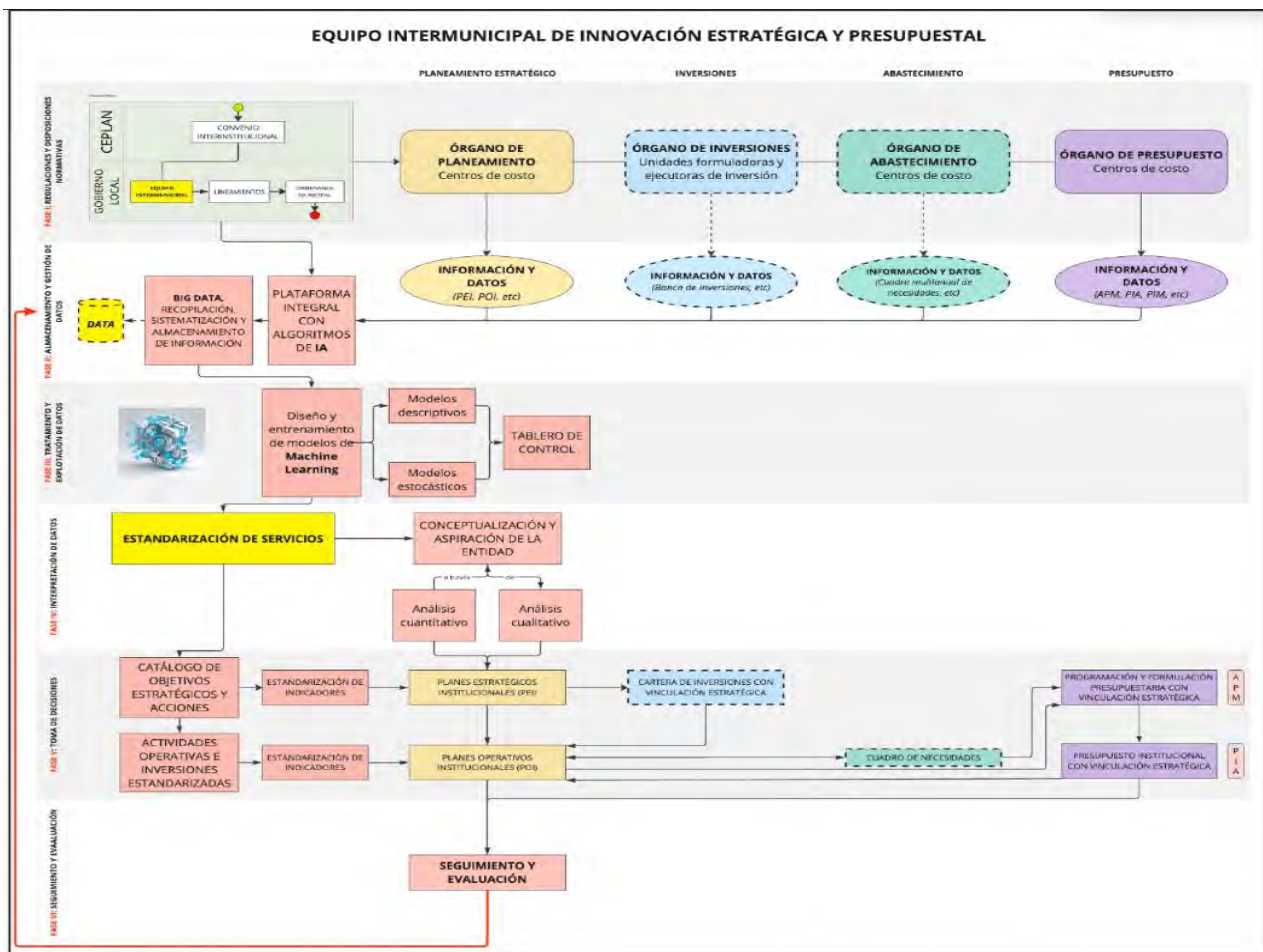 EQUIPO INTERMUNICIPAL DE INNOVACIÓN ESTRATÉGICA Y PRESUPUESTAL
PLANEAMIENTO ESTRATÉGICO
INVERSIONES
ABASTECIMIENTO
PRESUPUESTO
FASE I: REGULACIONES Y DISPOSICIONES
NORMATIVAS
CEPLAN
CONVENIO
INTERINSTITUCIONAL
GOBIERNO
LOCAL
EQUIPO
INTERMUNICIPAL
LINEAMIENTOS
ORDENANZA
MUNICIPAL
ÓRGANO DE
PLANEAMIENTO
Centros de costo
ÓRGANO DE INVERSIONES
Unidades formuladoras y
ejecutoras de inversión
ÓRGANO DE
ABASTECIMIENTO
Centros de costo
ÓRGANO DE PRESUPUESTO
Centros de costo
FASE II: ALMACENAMIENTO Y GESTIÓN DE
DATOS
DATA
BIG DATA,
RECOPILACIÓN,
SISTEMATIZACIÓN Y
ALMACENAMIENTO
DE INFORMACIÓN
PLATAFORMA
INTEGRAL
CON
ALGORITMOS
DE IA
INFORMACIÓN Y
DATOS
(PEI, POI, etc)
INFORMACIÓN Y DATOS
(Banco de inversiones, etc)
INFORMACIÓN Y DATOS
(Cuadro multianual de
necesidades, etc)
INFORMACIÓN Y
DATOS
(APM, PIA, PIM, etc)
FASE III: TRATAMIENTO Y
EXPLOTACIÓN DE DATOS
Diseño y
entrenamiento
de modelos de
Machine
Learning
Modelos
descriptivos
Modelos
estocásticos
TABLERO DE
CONTROL
FASE IV: INTERPRETACIÓN DE DATOS
ESTANDARIZACIÓN DE SERVICIOS
CONCEPTUALIZACIÓN Y
ASPIRACIÓN DE LA
ENTIDAD
a través
de
Análisis
cuantitativo
Análisis
cualitativo
FASE V: TOMA DE DECISIONES
CATÁLOGO DE
OBJETIVOS
ESTRATÉGICOS Y
ACCIONES
ESTANDARIZACIÓN DE
INDICADORES
PLANES ESTRATÉGICOS
INSTITUCIONALES (PEI)
CARTERA DE INVERSIONES CON
VINCULACIÓN ESTRATÉGICA
PROGRAMACIÓN Y FORMULACIÓN
PRESUPUESTARIA CON
VINCULACIÓN ESTRATÉGICA
A
P
M
ACTIVIDADES
OPERATIVAS E
INVERSIONES
ESTANDARIZADAS
ESTANDARIZACIÓN DE
INDICADORES
PLANES OPERATIVOS
INSTITUCIONALES (POI)
CUADRO DE NECESIDADES
PRESUPUESTO INSTITUCIONAL
CON VINCULACIÓN ESTRATÉGICA
P
I
A
FASE VI: SEGUIMIENTO Y EVAALUACIÓN
SEGUIMIENTO Y
EVALUACIÓN